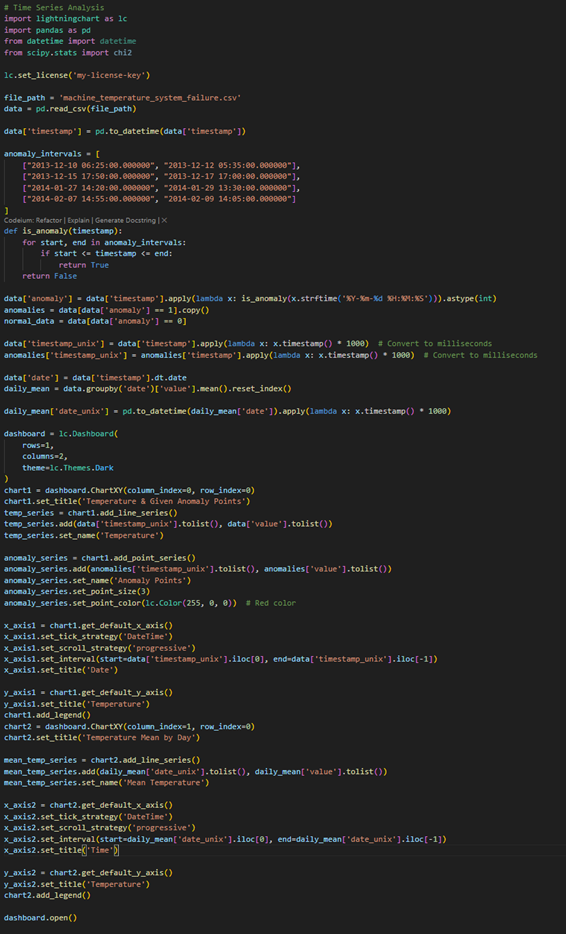 # Time Series Analysis
import lightningchart as lc
import pandas as pd
from datetime import datetime
from scipy.stats import chi2

lc.set_license('my-license-key')

file_path = 'machine_temperature_system_failure.csv'
data = pd.read_csv(file_path)

data['timestamp'] = pd.to_datetime(data['timestamp'])

anomaly_intervals = [
    ["2013-12-10 06:25:00.000000", "2013-12-12 05:35:00.000000"],
    ["2013-12-15 17:50:00.000000", "2013-12-17 17:00:00.000000"],
    ["2014-01-27 14:20:00.000000", "2014-01-29 13:30:00.000000"],
    ["2014-02-07 14:55:00.000000", "2014-02-09 14:05:00.000000"]
]
Codeium: Refactor | Explain | Generate Docstring | ✕
def is_anomaly(timestamp):
    for start, end in anomaly_intervals:
        if start <= timestamp <= end:
            return True
    return False

data['anomaly'] = data['timestamp'].apply(lambda x: is_anomaly(x.strftime('%Y-%m-%d %H:%M:%S'))).astype(int)
anomalies = data[data['anomaly'] == 1].copy()
normal_data = data[data['anomaly'] == 0]

data['timestamp_unix'] = data['timestamp'].apply(lambda x: x.timestamp() * 1000)  # Convert to milliseconds
anomalies['timestamp_unix'] = anomalies['timestamp'].apply(lambda x: x.timestamp() * 1000)  # Convert to milliseconds

data['date'] = data['timestamp'].dt.date
daily_mean = data.groupby('date')['value'].mean().reset_index()

daily_mean['date_unix'] = pd.to_datetime(daily_mean['date']).apply(lambda x: x.timestamp() * 1000)

dashboard = lc.Dashboard(
    rows=1,
    columns=2,
    theme=lc.Themes.Dark
)
chart1 = dashboard.ChartXY(column_index=0, row_index=0)
chart1.set_title('Temperature & Given Anomaly Points')
temp_series = chart1.add_line_series()
temp_series.add(data['timestamp_unix'].tolist(), data['value'].tolist())
temp_series.set_name('Temperature')

anomaly_series = chart1.add_point_series()
anomaly_series.add(anomalies['timestamp_unix'].tolist(), anomalies['value'].tolist())
anomaly_series.set_name('Anomaly Points')
anomaly_series.set_point_size(3)
anomaly_series.set_point_color(lc.Color(255, 0, 0))  # Red color

x_axis1 = chart1.get_default_x_axis()
x_axis1.set_tick_strategy('DateTime')
x_axis1.set_scroll_strategy('progressive')
x_axis1.set_interval(start=data['timestamp_unix'].iloc[0], end=data['timestamp_unix'].iloc[-1])
x_axis1.set_title('Date')

y_axis1 = chart1.get_default_y_axis()
y_axis1.set_title('Temperature')
chart1.add_legend()
chart2 = dashboard.ChartXY(column_index=1, row_index=0)
chart2.set_title('Temperature Mean by Day')

mean_temp_series = chart2.add_line_series()
mean_temp_series.add(daily_mean['date_unix'].tolist(), daily_mean['value'].tolist())
mean_temp_series.set_name('Mean Temperature')

x_axis2 = chart2.get_default_x_axis()
x_axis2.set_tick_strategy('DateTime')
x_axis2.set_scroll_strategy('progressive')
x_axis2.set_interval(start=daily_mean['date_unix'].iloc[0], end=daily_mean['date_unix'].iloc[-1])
x_axis2.set_title('Time')

y_axis2 = chart2.get_default_y_axis()
y_axis2.set_title('Temperature')
chart2.add_legend()

dashboard.open()